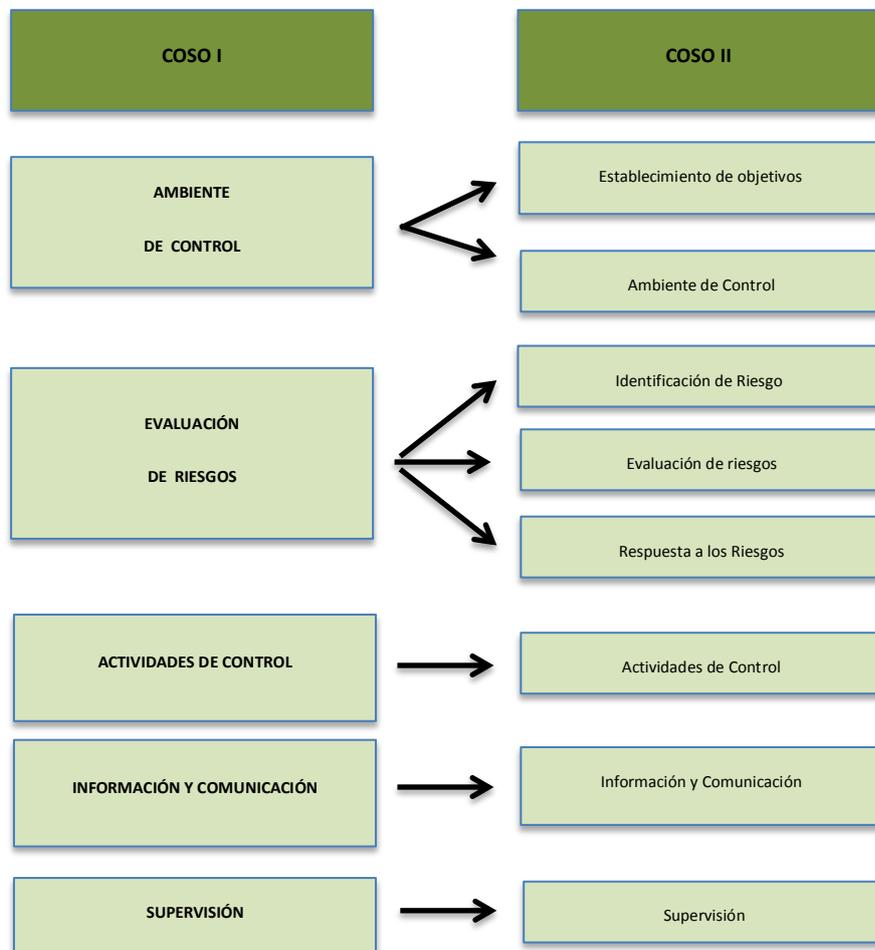 COSO I
COSO II
AMBIENTE
DE CONTROL
Establecimiento de objetivos
Ambiente de Control
EVALUACIÓN
DE RIESGOS
Identificación de Riesgo
Evaluación de riesgos
Respuesta a los Riesgos
ACTIVIDADES DE CONTROL
Actividades de Control
INFORMACIÓN Y COMUNICACIÓN
Información y Comunicación
SUPERVISIÓN
Supervisión